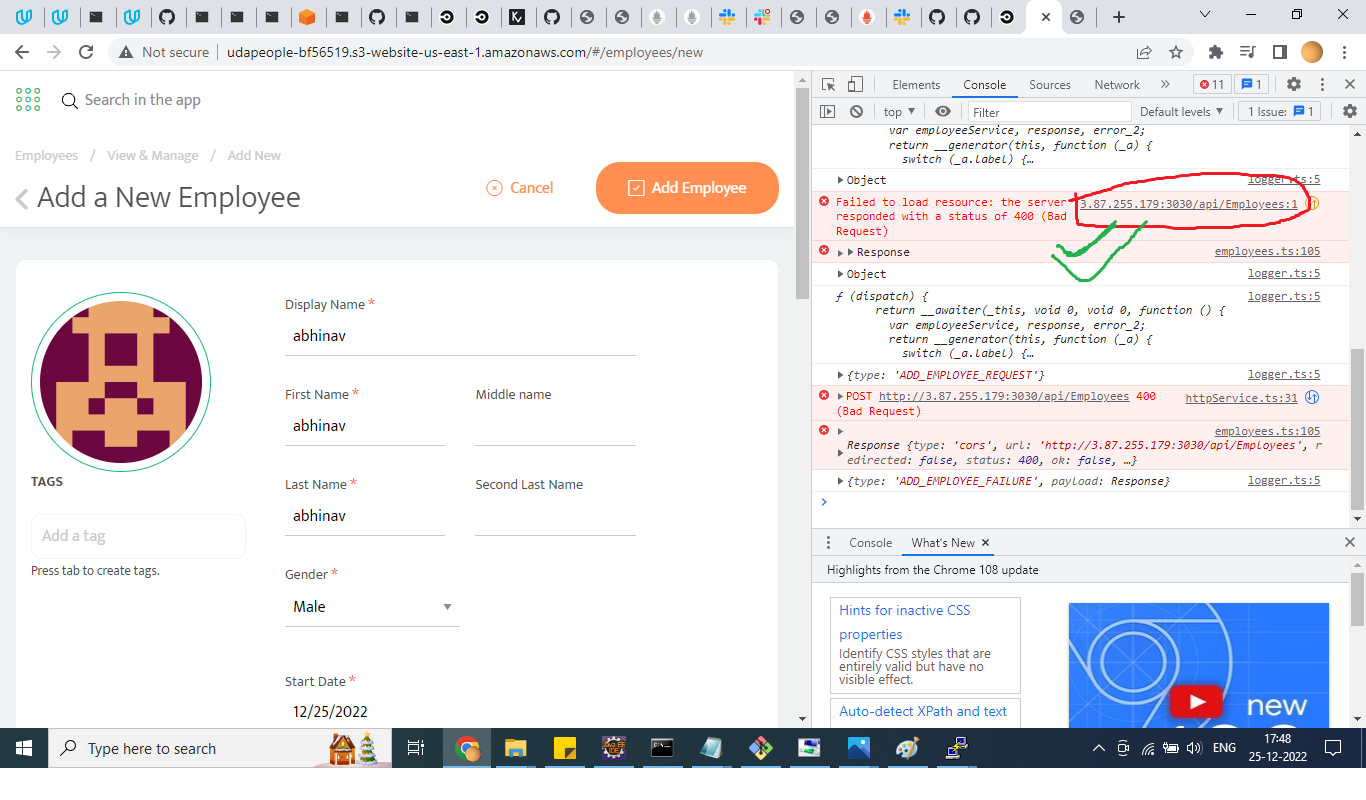 Not secure
udapeople-bf56519.s3-website-us-east-1.amazonaws.com/#/employees/new
Search in the app
Employees / View & Manage / Add New
Add a New Employee
Cancel
Add Employee
Display Name *
abhinav
First Name *
Middle name
abhinav
Last Name *
Second Last Name
abhinav
TAGS
Add a tag
Press tab to create tags.
Gender *
Male
Start Date *
12/25/2022
Elements Console Sources Network » 11 1
top Filter Default levels 1 Issue: 1
var employeeService, response, error_2;
return __generator(this, function (_a) {
switch (_a.label) {…
Object logger.ts:5
Failed to load resource: the server 3.87.255.179:3030/api/Employees:1
responded with a status of 400 (Bad
Request)
Response employees.ts:105
Object logger.ts:5
ƒ (dispatch) { logger.ts:5
return __awaiter(_this, void 0, void 0, function () {
var employeeService, response, error_2;
return __generator(this, function (_a) {
switch (_a.label) {…
{type: 'ADD_EMPLOYEE_REQUEST'} logger.ts:5
POST http://3.87.255.179:3030/api/Employees 400 httpService.ts:31
(Bad Request)
employees.ts:105
Response {type: 'cors', url: 'http://3.87.255.179:3030/api/Employees', r
edirected: false, status: 400, ok: false, …}
{type: 'ADD_EMPLOYEE_FAILURE', payload: Response} logger.ts:5
Console What's New
Highlights from the Chrome 108 update
Hints for inactive CSS
properties
Identify CSS styles that are
entirely valid but have no
visible effect.
Auto-detect XPath and text
new
Type here to search
ENG
17:48
25-12-2022